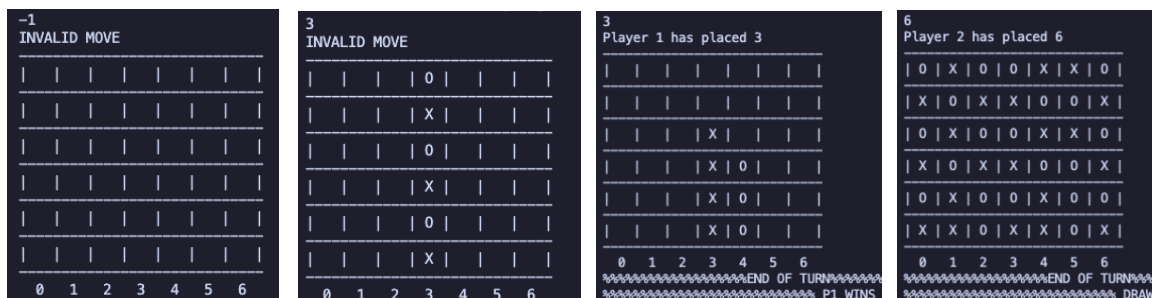 -1
INVALID MOVE
| | | | | | | |
| | | | | | | |
| | | | | | | |
| | | | | | | |
| | | | | | | |
| | | | | | | |
0 1 2 3 4 5 6
3
INVALID MOVE
| | | | O | | | |
| | | | X | | | |
| | | | O | | | |
| | | | X | | | |
| | | | O | | | |
| | | | X | | | |
0 1 2 3 4 5 6
3
Player 1 has placed 3
| | | | | | | |
| | | | | | | |
| | | | X | | | |
| | | | X | O | | |
| | | | X | O | | |
| | | | X | O | | |
0 1 2 3 4 5 6
%%%%%%%%%%%%%%%%%%%END OF TURN%%%%%%%
%%%%%%%%%%%%%%%%%%%%%%%%%%% P1 WINS
6
Player 2 has placed 6
| O | X | O | O | X | X | O |
| X | O | X | X | O | O | X |
| O | X | O | O | X | X | O |
| X | O | X | X | O | O | X |
| O | X | O | O | X | X | O |
| X | X | O | X | X | O | X |
0 1 2 3 4 5 6
%%%%%%%%%%%%%%%%%%END OF TURN%%%
%%%%%%%%%%%%%%%%%%%%%%%%%%% DRAW